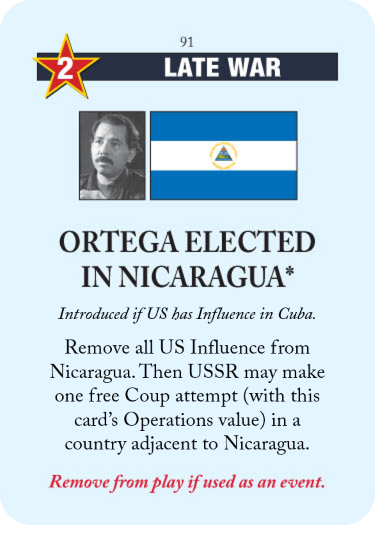 91
2
LATE WAR
ORTEGA ELECTED
IN NICARAGUA*
Introduced if US has Influence in Cuba.
Remove all US Influence from
Nicaragua. Then USSR may make
one free Coup attempt (with this
card's Operations value) in a
country adjacent to Nicaragua.
Remove from play if used as an event.